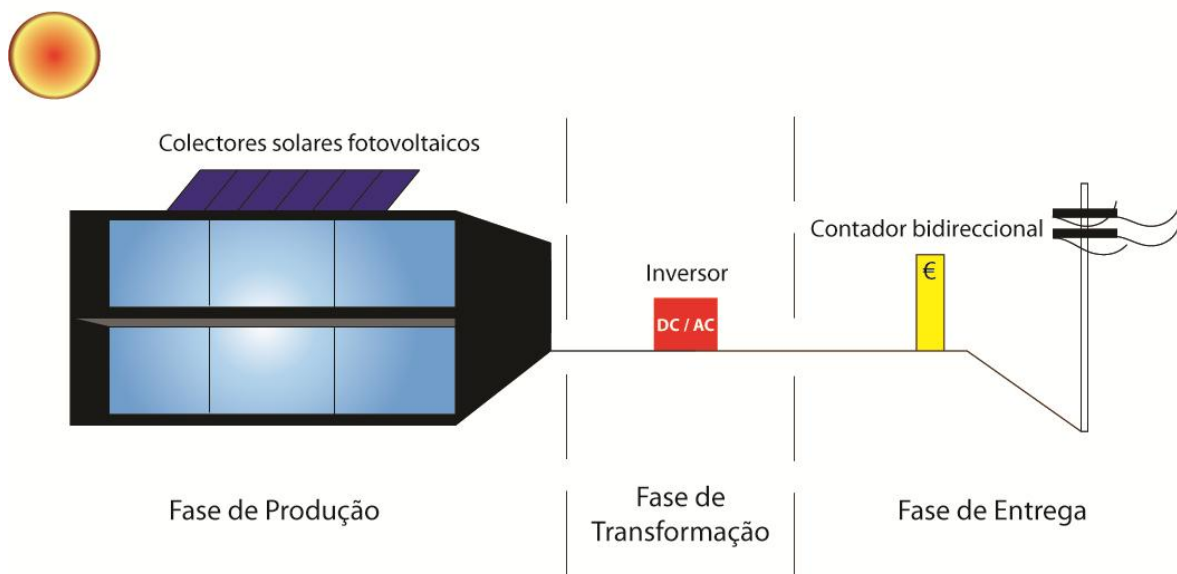 Colectores solares fotovoltaicos
Inversor
DC / AC
Contador bidireccional
€
Fase de Produção
Fase de
Transformação
Fase de Entrega